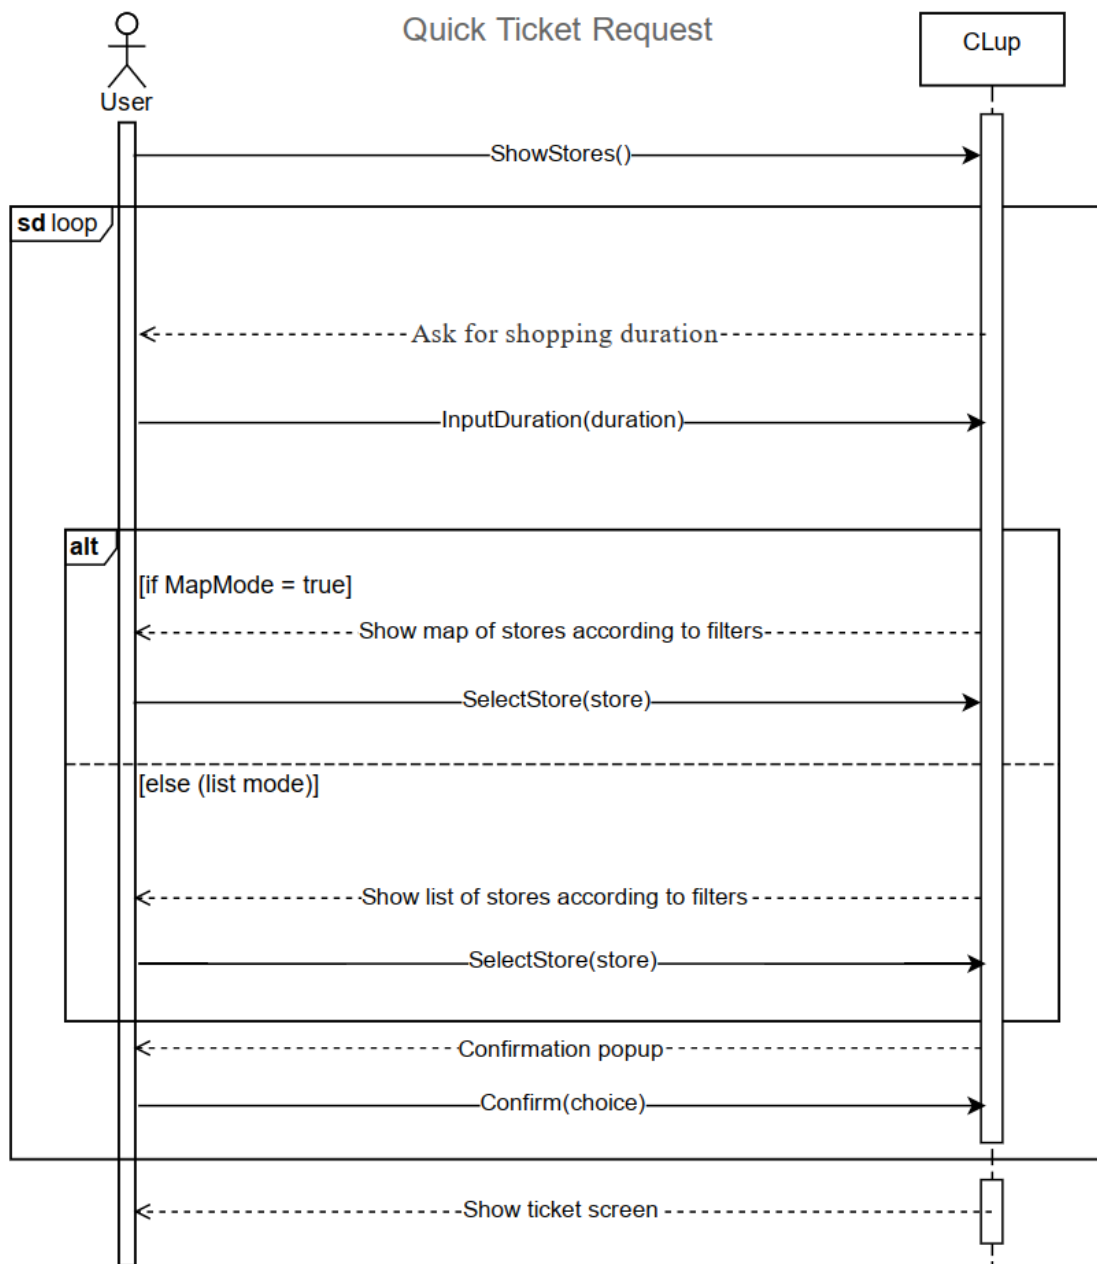 Quick Ticket Request
CLup
User
ShowStores()
sd loop
Ask for shopping duration
InputDuration(duration)
alt
[if MapMode = true]
Show map of stores according to filters
SelectStore(store)
[else (list mode)]
Show list of stores according to filters
SelectStore(store)
Confirmation popup
Confirm(choice)
Show ticket screen